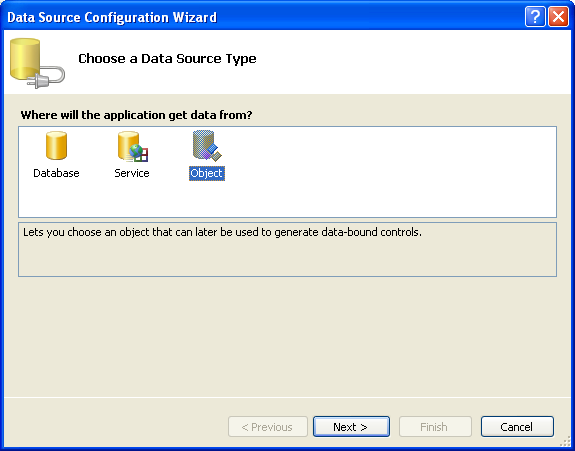 Data Source Configuration Wizard
Choose a Data Source Type
Where will the application get data from?
Database Service Object
Lets you choose an object that can later be used to generate data-bound controls.
< Previous Next > Finish Cancel